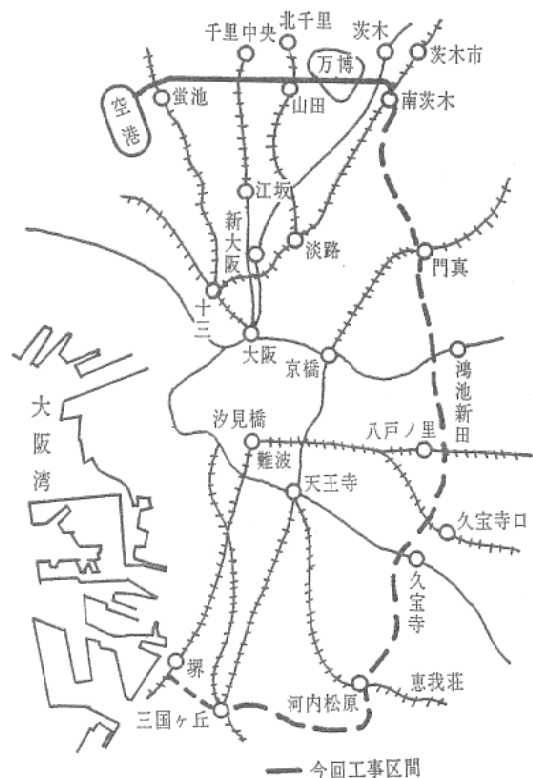 北千里
千里中央
茨木
万博
茨木市
空港
蛍池
山田
南茨木
江坂
新大阪
淡路
門真
十三
大阪
京橋
鴻池新田
大阪湾
汐見橋
難波
八戸ノ里
天王寺
久宝寺口
久宝寺
堺
河内松原
恵我荘
三国ヶ丘
今回工事区間